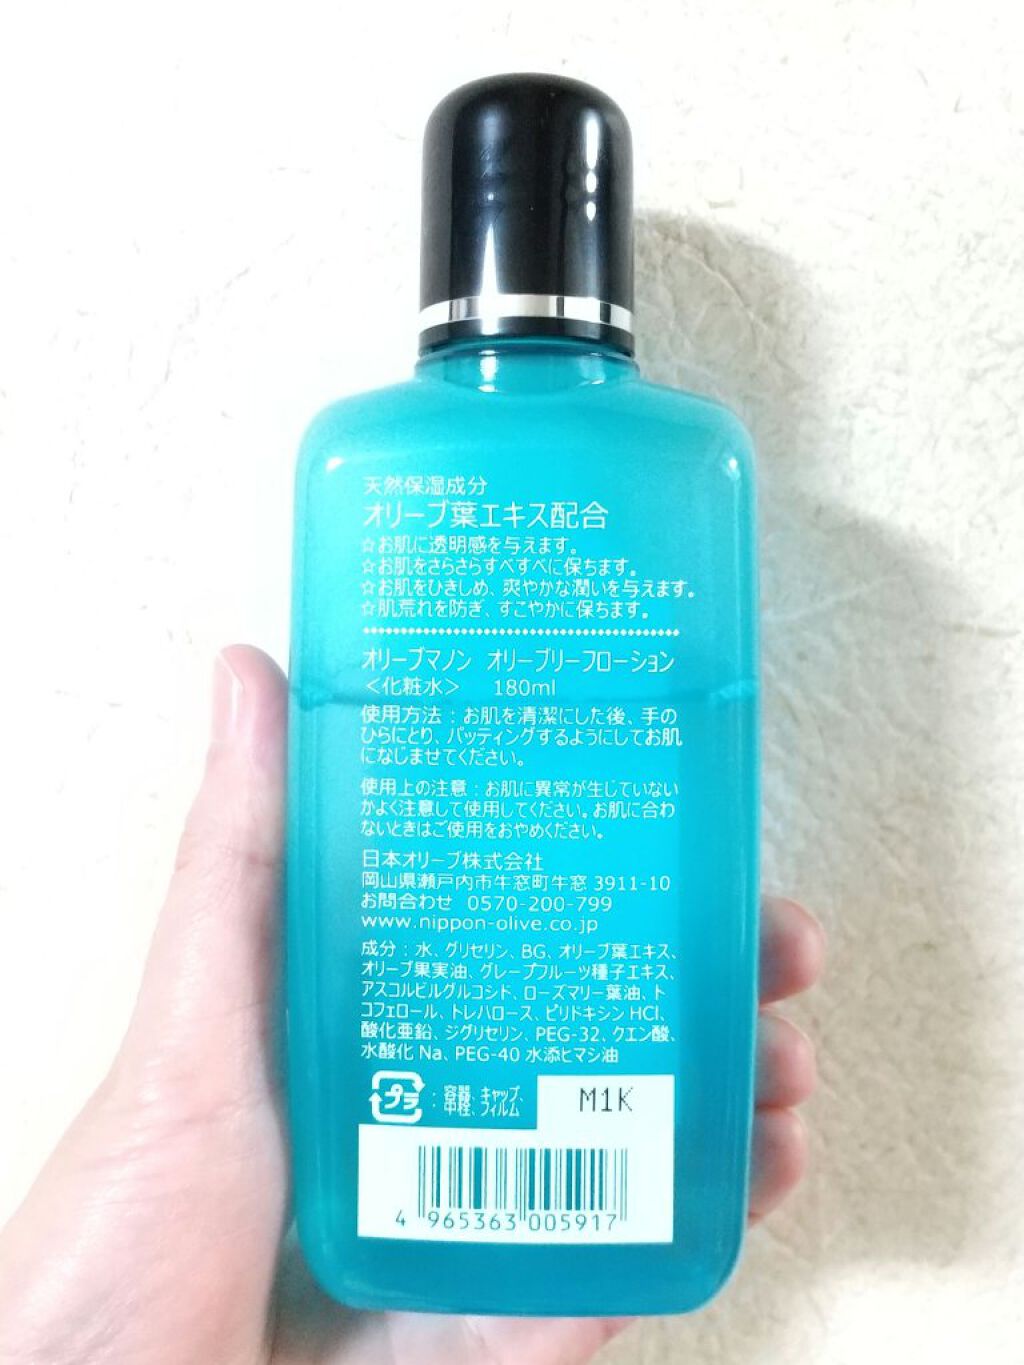 天然保湿成分
オリーブ葉エキス配合
☆お肌に透明感を与えます。
☆お肌をさらさらすべすべに保ちます。
☆お肌をひきしめ、爽やかな潤いを与えます。
☆肌荒れを防ぎ、すこやかに保ちます。
オリーブマノン オリーブリーフローション
＜化粧水＞ 180ml
使用方法：お肌を清潔にした後、手の
ひらにとり、パッティングするようにしてお肌
になじませてください。
使用上の注意：お肌に異常が生じていない
かよく注意して使用してください。お肌に合わ
ないときはご使用をおやめください。
日本オリーブ株式会社
岡山県瀬戸内市牛窓町牛窓 3911-10
お問合わせ 0570-200-799
www.nippon-olive.co.jp
成分：水、グリセリン、BG、オリーブ葉エキス、
オリーブ果実油、グレープフルーツ種子エキス、
アスコルビルグルコシド、ローズマリー葉油、ト
コフェロール、トレハロース、ピリドキシンHCl、
酸化亜鉛、ジグリセリン、PEG-32、クエン酸、
水酸化Na、PEG-40水添ヒマシ油
プラ：容器、キャップ、
中栓、フィルム
M1K
4 965363 005917